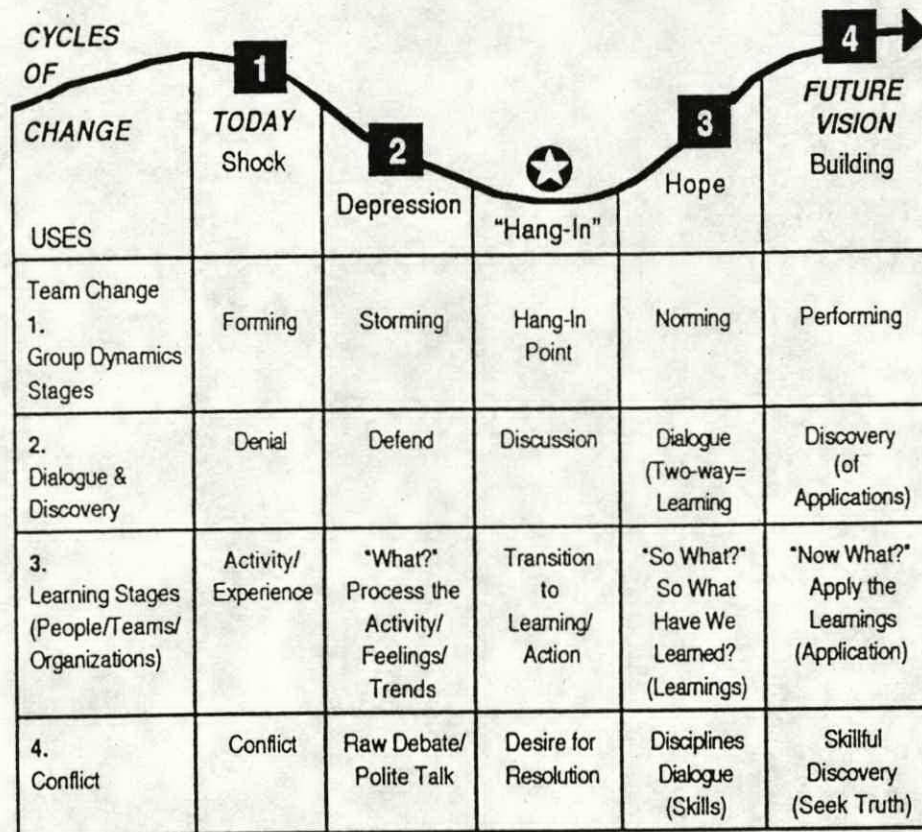 CYCLES
OF
CHANGE
USES
1
TODAY
Shock
2
Depression
"Hang-In"
3
Hope
4
FUTURE
VISION
Building
Team Change
1.
Group Dynamics
Stages
Forming
Storming
Hang-In
Point
Norming
Performing
2.
Dialogue &
Discovery
Denial
Defend
Discussion
Dialogue
(Two-way=
Learning
Discovery
(of
Applications)
3.
Learning Stages
(People/Teams/
Organizations)
Activity/
Experience
"What?"
Process the
Activity/
Feelings/
Trends
Transition
to
Learning/
Action
"So What?"
So What
Have We
Learned?
(Learnings)
"Now What?"
Apply the
Learnings
(Application)
4.
Conflict
Conflict
Raw Debate/
Polite Talk
Desire for
Resolution
Disciplines
Dialogue
(Skills)
Skillful
Discovery
(Seek Truth)